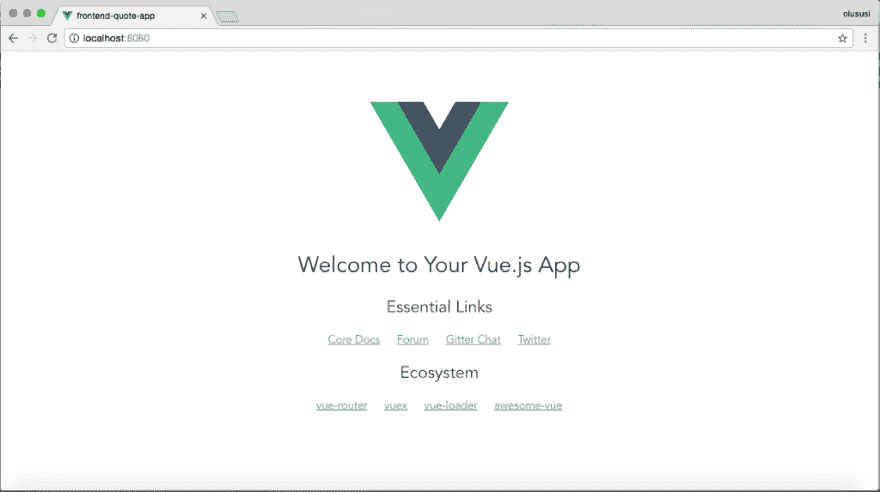 frontend-quote-app
olususi
localhost:8080
Welcome to Your Vue.js App
Essential Links
Core Docs Forum Gitter Chat Twitter
Ecosystem
vue-router vuex vue-loader awesome-vue